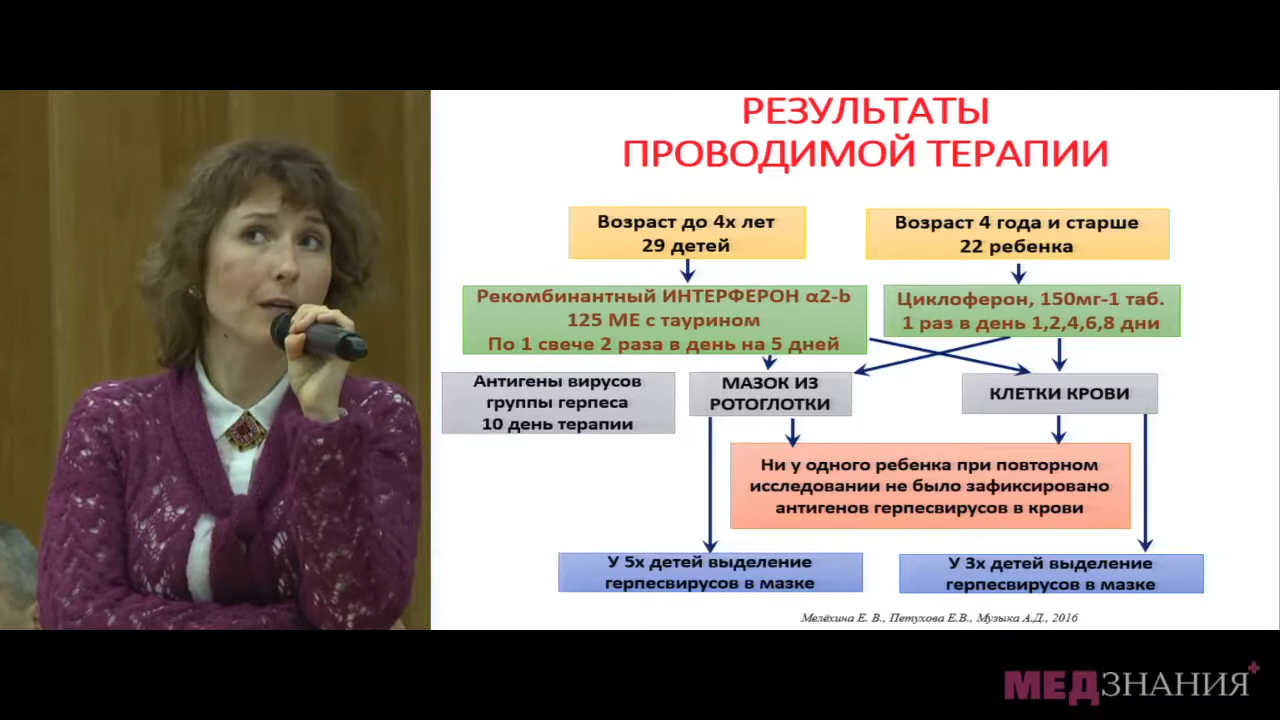 РЕЗУЛЬТАТЫ
ПРОВОДИМОЙ ТЕРАПИИ
Возраст до 4х лет
29 детей
Возраст 4 года и старше
22 ребенка
Рекомбинантный ИНТЕРФЕРОН α2-b
125 МЕ с таурином
По 1 свече 2 раза в день на 5 дней
Циклоферон, 150мг-1 таб.
1 раз в день 1,2,4,6,8 дни
Антигены вирусов
группы герпеса
10 день терапии
МАЗОК ИЗ
РОТОГЛОТКИ
КЛЕТКИ КРОВИ
Ни у одного ребенка при повторном
исследовании не было зафиксировано
антигенов герпесвирусов в крови
У 5х детей выделение
герпесвирусов в мазке
У 3х детей выделение
герпесвирусов в мазке
Мелёхина Е. В., Петухова Е.В., Музыка А.Д., 2016
МЕДЗНАНИЯ+